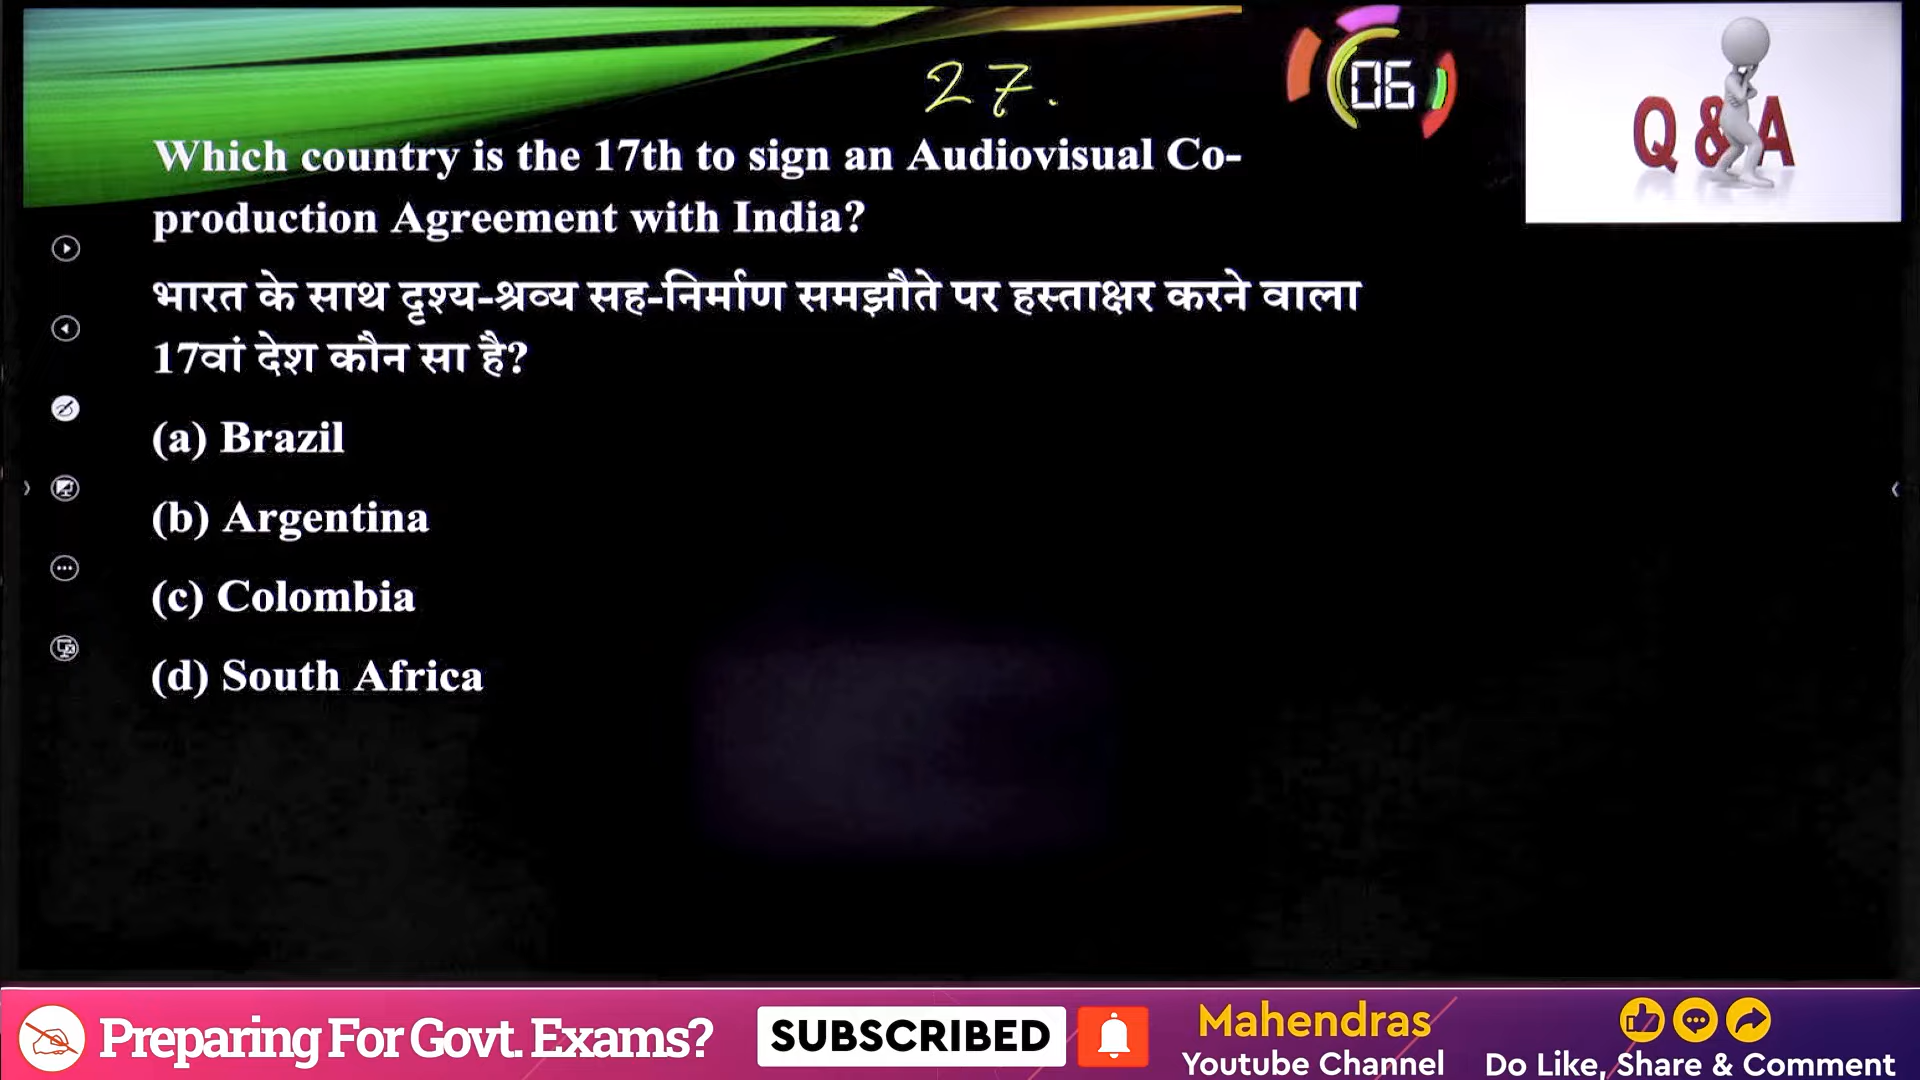 27.
06
Q & A
Which country is the 17th to sign an Audiovisual Co-
production Agreement with India?
भारत के साथ दृश्य-श्रव्य सह-निर्माण समझौते पर हस्ताक्षर करने वाला
17वां देश कौन सा है?
(a) Brazil
(b) Argentina
(c) Colombia
(d) South Africa
Preparing For Govt. Exams?
SUBSCRIBED
Mahendras
Youtube Channel
Do Like, Share & Comment